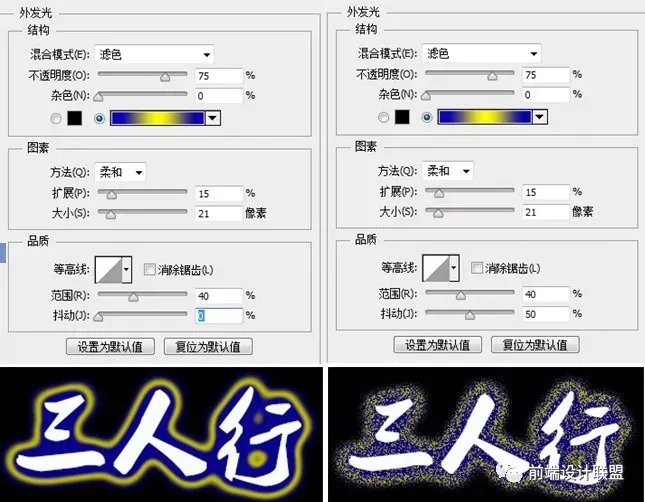 外发光
结构
混合模式(E): 滤色
不透明度(O): 75 %
杂色(N): 0 %
图素
方法(Q): 柔和
扩展(P): 15 %
大小(S): 21 像素
品质
等高线: 消除锯齿(L)
范围(R): 40 %
抖动(J): 0 %
设置为默认值 复位为默认值
三人行
外发光
结构
混合模式(E): 滤色
不透明度(O): 75 %
杂色(N): 0 %
图素
方法(Q): 柔和
扩展(P): 15 %
大小(S): 21 像素
品质
等高线: 消除锯齿(L)
范围(R): 40 %
抖动(J): 50 %
设置为默认值 复位为默认值
三人行
前端设计联盟